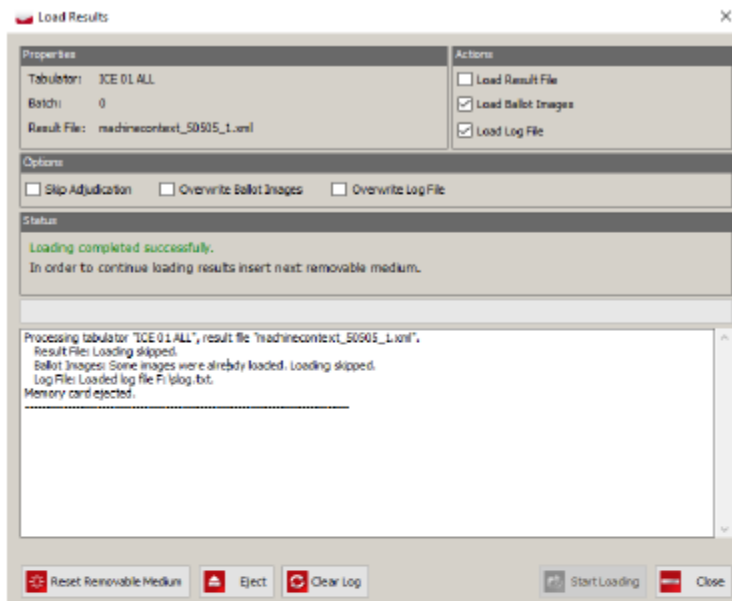 Load Results
Properties
Tabulator: ICE 01 ALL
Batch: 0
Result File: machinecontext_50505_1.xml
Actions
Load Result File
Load Ballot Images
Load Log File
Options
Skip Adjudication Overwrite Ballot Images Overwrite Log File
Status
Loading completed successfully.
In order to continue loading results insert next removable medium.
Processing tabulator "ICE 01 ALL", result file "machinecontext_50505_1.xml".
Result File: Loading skipped.
Ballot Images: Some images were already loaded. Loading skipped.
Log File: Loaded log file F:\slog.txt.
Memory card ejected.
Reset Removable Medium Eject Clear Log Start Loading Close